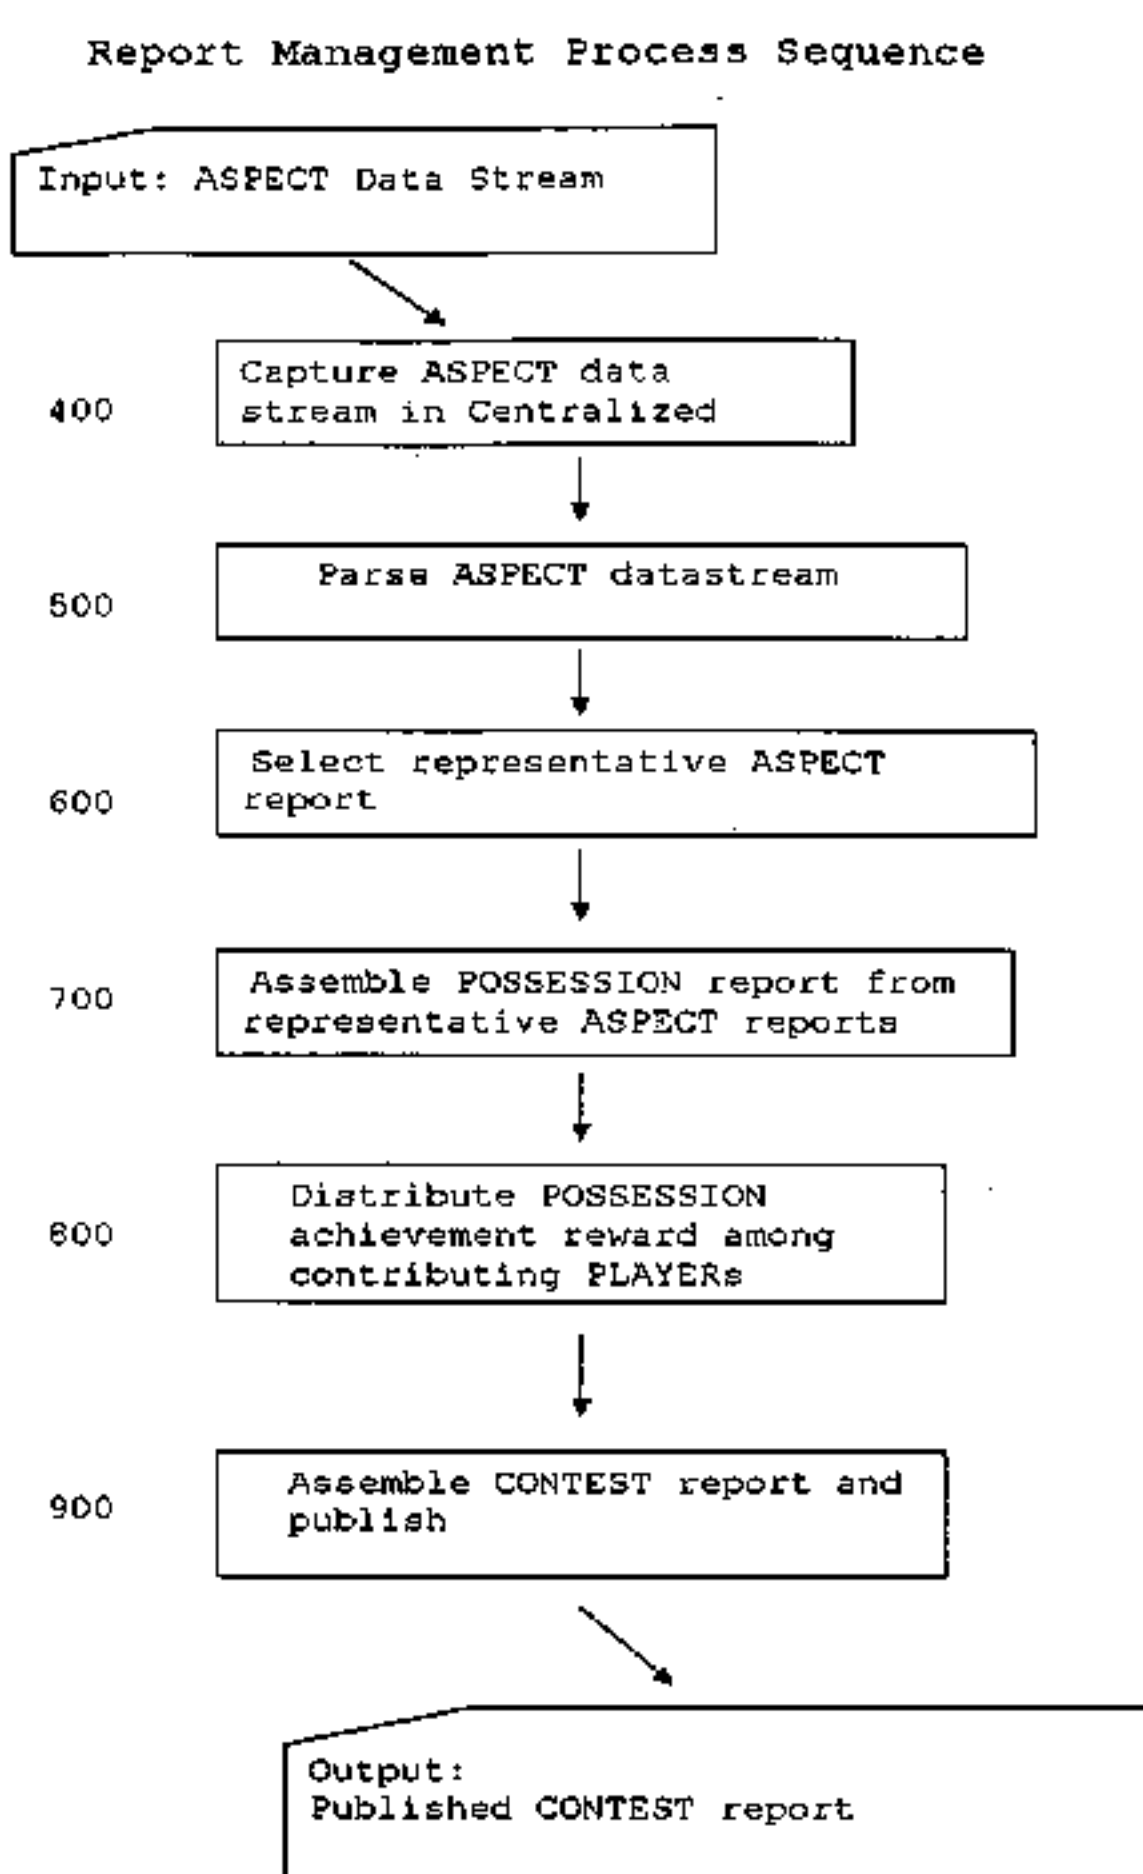 Report Management Process Sequence
Input: ASPECT Data Stream
400
Capture ASPECT data
stream in Centralized
500
Parse ASPECT datastream
600
Select representative ASPECT
report
700
Assemble POSSESSION report from
representative ASPECT reports
800
Distribute POSSESSION
achievement reward among
contributing PLAYERs
900
Assemble CONTEST report and
publish
Output:
Published CONTEST report